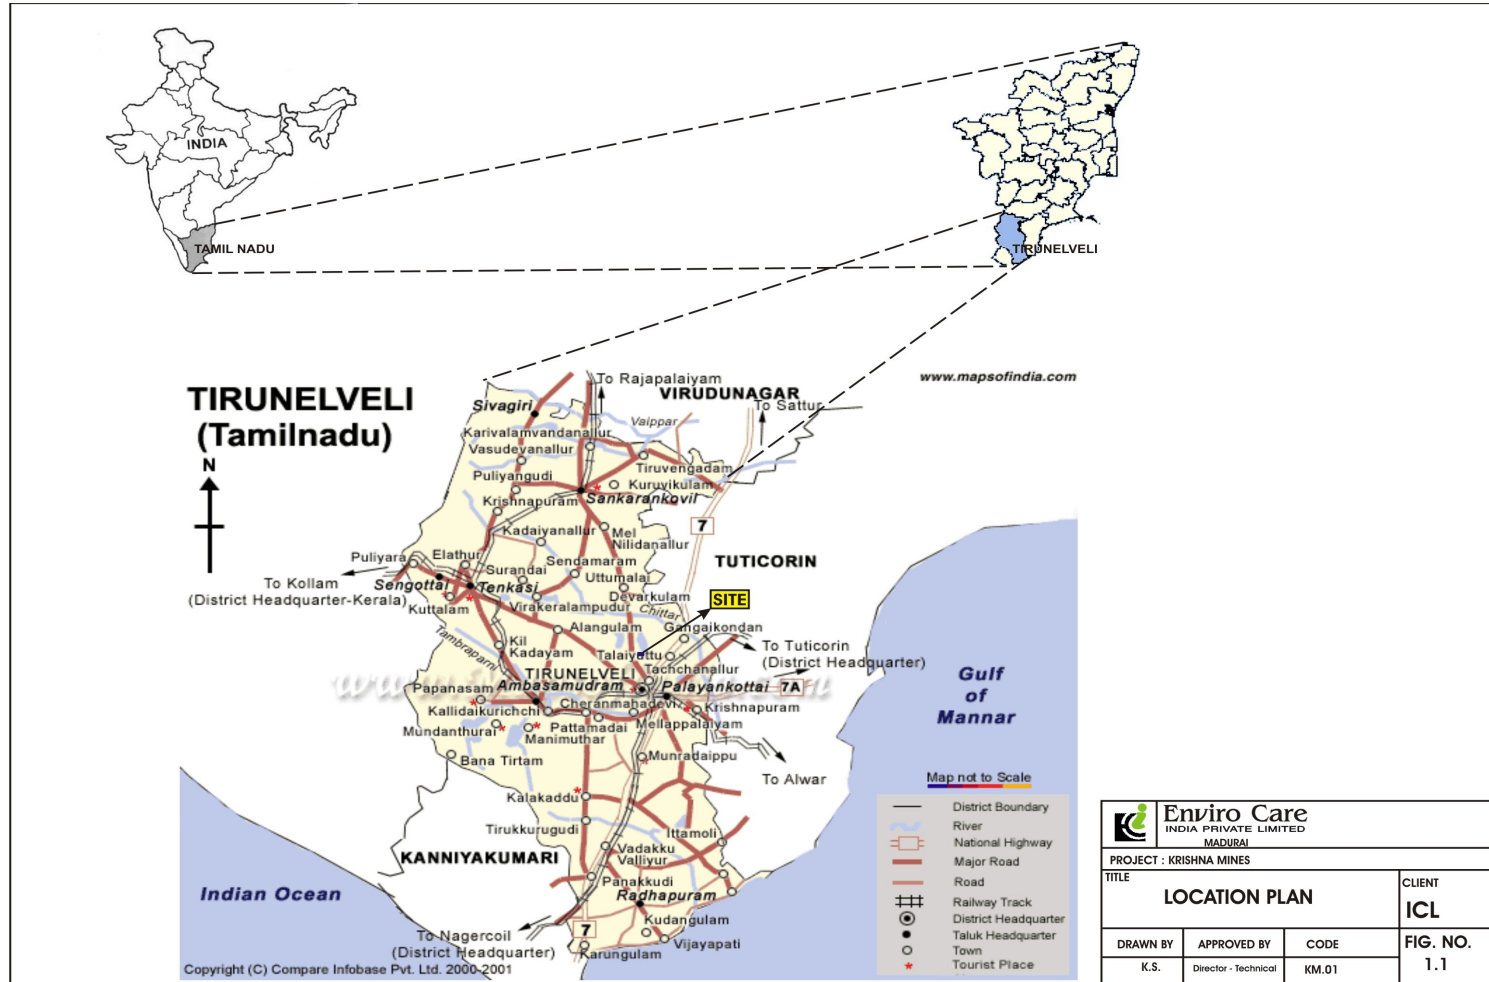 INDIA
TAMIL NADU
TIRUNELVELI
TIRUNELVELI
(Tamilnadu)
N
www.mapsofindia.com
To Rajapalaiyam
VIRUDUNAGAR
To Sattur
Sivagiri
Vaippar
Karivalamvandanallur
Vasudevanallur
Tiruvengadam
Puliyangudi
Kuruvikulam
Krishnapuram
Sankarankovil
7
Kadaiyanallur
Mel
Nilidanallur
Puliyara
Elathur
Surandai
Sendamaram
TUTICORIN
To Kollam
(District Headquarter-Kerala)
Sengottai
Tenkasi
Uttumalai
Kuttalam
Virakeralampudur
Devarkulam
SITE
Chittar
Tambraparni
Alangulam
Gangaikondan
Kil
Kadayam
Talaiyuttu
To Tuticorin
(District Headquarter)
Tachchanallur
TIRUNELVELI
Papanasam
Ambasamudram
Palayankottai
7A
Kallidaikurichchi
Cheranmahadevi
Krishnapuram
Mundanthurai
Manimuthar
Pattamadai
Mellappalaiyam
Gulf
of
Mannar
Bana Tirtam
Munradaippu
To Alwar
Kalakaddu
Tirukkurugudi
Ittamoli
KANNIYAKUMARI
Vadakku
Valliyur
Panakkudi
Radhapuram
Indian Ocean
To Nagercoil
(District Headquarter)
7
Kudangulam
Vijayapati
Karungulam
Copyright (C) Compare Infobase Pvt. Ltd. 2000-2001
Map not to Scale
District Boundary
River
National Highway
Major Road
Road
Railway Track
District Headquarter
Taluk Headquarter
Town
Tourist Place
Enviro Care
INDIA PRIVATE LIMITED
MADURAI
PROJECT : KRISHNA MINES
TITLE
LOCATION PLAN
CLIENT
ICL
DRAWN BY
APPROVED BY
CODE
FIG. NO.
K.S.
Director - Technical
KM.01
1.1